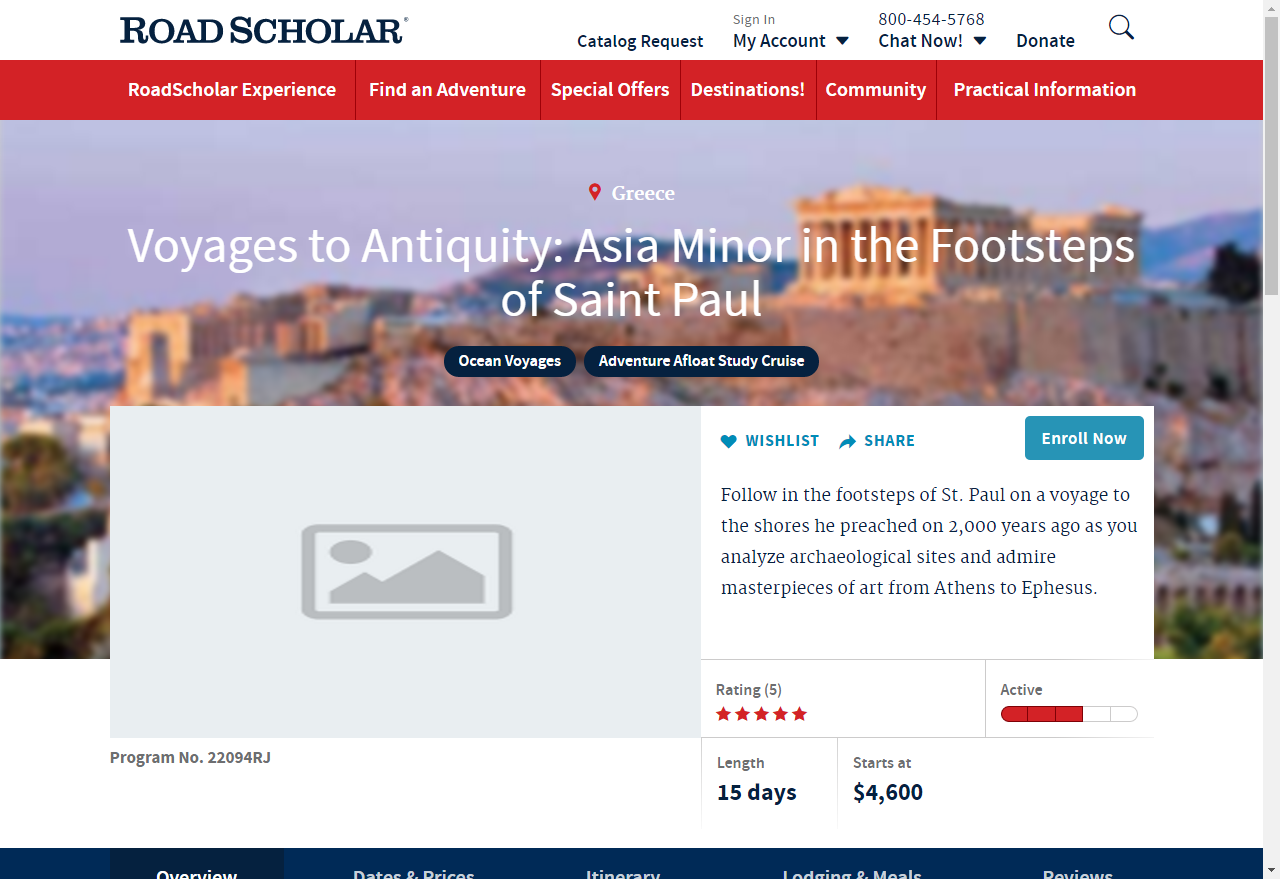 ROAD SCHOLAR®
Sign In
800-454-5768
Catalog Request
My Account
Chat Now!
Donate
RoadScholar Experience
Find an Adventure
Special Offers
Destinations!
Community
Practical Information
Greece
Voyages to Antiquity: Asia Minor in the Footsteps
of Saint Paul
Ocean Voyages
Adventure Afloat Study Cruise
WISHLIST
SHARE
Enroll Now
Follow in the footsteps of St. Paul on a voyage to
the shores he preached on 2,000 years ago as you
analyze archaeological sites and admire
masterpieces of art from Athens to Ephesus.
Rating (5)
Active
Program No. 22094RJ
Length
15 days
Starts at
$4,600
Overview
Dates & Prices
Itinerary
Lodging & Meals
Reviews